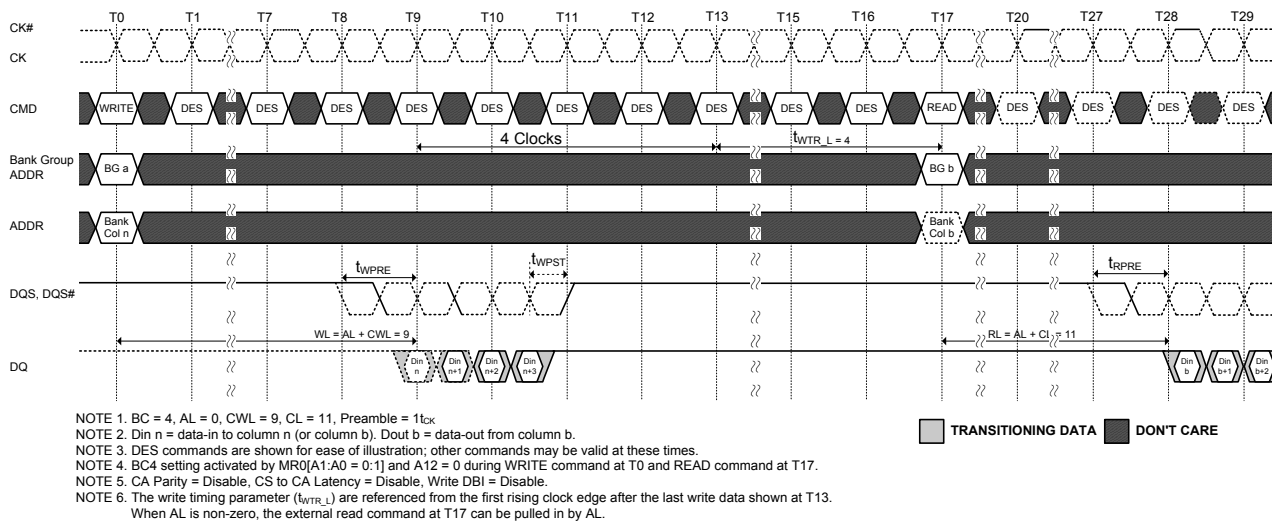 T0 T1 T7 T8 T9 T10 T11 T12 T13 T15 T16 T17 T20 T27 T28 T29
CK#
CK
CMD WRITE DES DES DES DES DES DES DES DES DES DES READ DES DES DES DES
4 Clocks tWTR_L = 4
Bank Group
ADDR
BG a BG b
ADDR
Bank
Col n
Bank
Col b
tWPRE tWPST tRPRE
DQS, DQS#
WL = AL + CWL = 9 RL = AL + CL = 11
DQ
Din
n
Din
n+1
Din
n+2
Din
n+3
Din
b
Din
b+1
Din
b+2
NOTE 1. BC = 4, AL = 0, CWL = 9, CL = 11, Preamble = 1tCK
NOTE 2. Din n = data-in to column n (or column b). Dout b = data-out from column b.
NOTE 3. DES commands are shown for ease of illustration; other commands may be valid at these times.
NOTE 4. BC4 setting activated by MR0[A1:A0 = 0:1] and A12 = 0 during WRITE command at T0 and READ command at T17.
NOTE 5. CA Parity = Disable, CS to CA Latency = Disable, Write DBI = Disable.
NOTE 6. The write timing parameter (tWTR_L) are referenced from the first rising clock edge after the last write data shown at T13.
When AL is non-zero, the external read command at T17 can be pulled in by AL.
TRANSITIONING DATA DON'T CARE